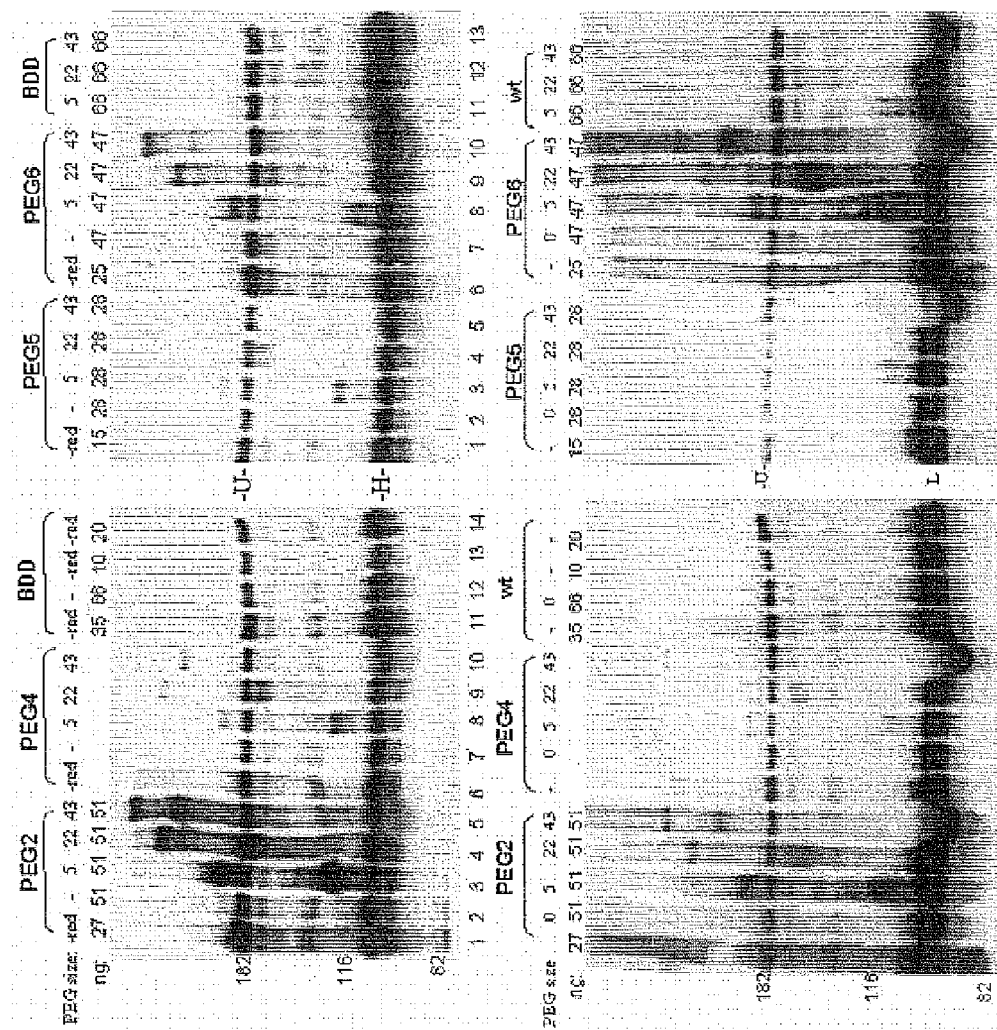 PEG2 PEG4 BDD PEG5 PEG6 BDD
PEG size: -red - 5 22 43 -red - 5 22 43 -red - -red -red -red - 5 22 43 -red - 5 22 43 5 22 43
ng: 27 51 51 51 51 35 66 10 20 15 28 28 28 28 25 47 47 47 47 66 66 66
182 -U-
116
-H-
82
1 2 3 4 5 6 7 8 9 10 11 12 13 14 1 2 3 4 5 6 7 8 9 10 11 12 13
PEG2 PEG4 wt PEG5 PEG6 wt
PEG size 0 5 22 43 - 0 5 22 43 - 0 - - - 0 22 43 - 0 5 22 43 5 22 43
ng: 27 51 51 51 51 35 66 10 20 15 28 28 28 28 25 47 47 47 47 66 66 66
182 -U-
116
L
82